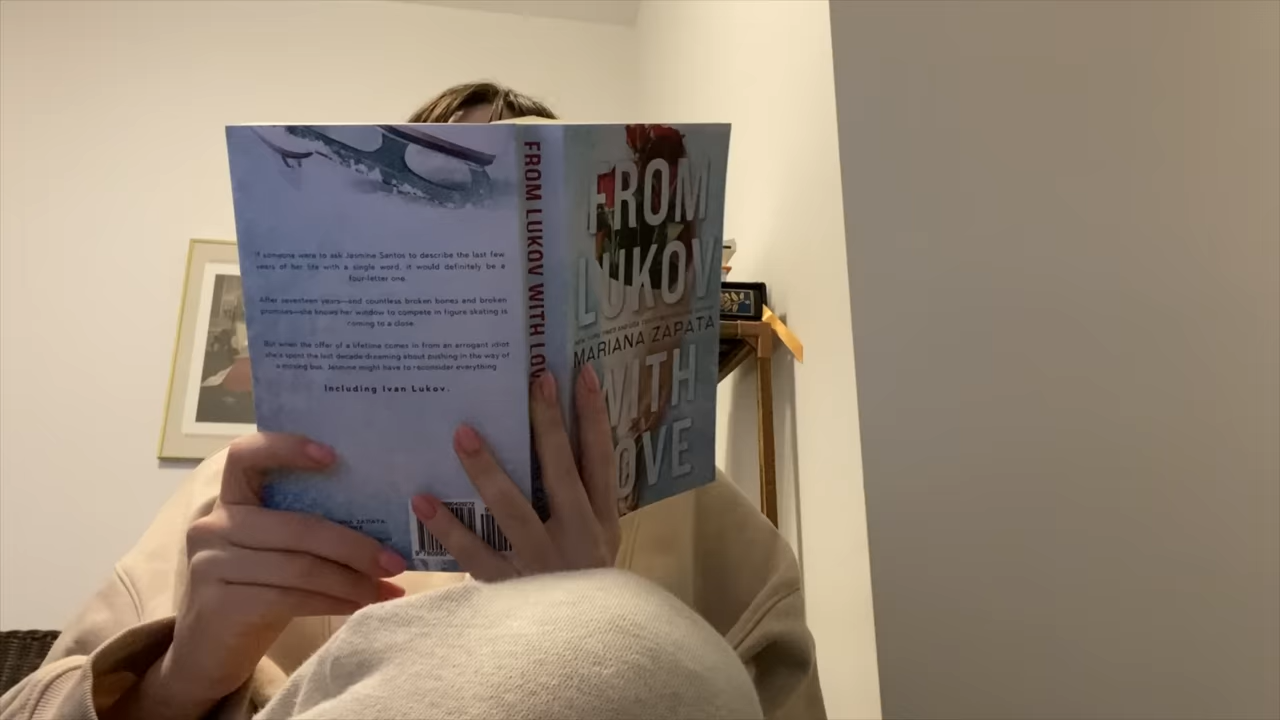 If someone were to ask Jasmine Santos to describe the last few
years of her life with a single word, it would definitely be a
four-letter one.
After seventeen years—and countless broken bones and broken
promises—she knows her window to compete in figure skating is
coming to a close.
But when the offer of a lifetime comes in from an arrogant idiot
she's spent the last decade dreaming about pushing in the way of
a moving bus, Jasmine might have to reconsider everything.
Including Ivan Lukov.
ZAPATA
FROM LUKOV WITH LOV
FROM
LUKOV
MARIANA ZAPATA
WITH
OVE